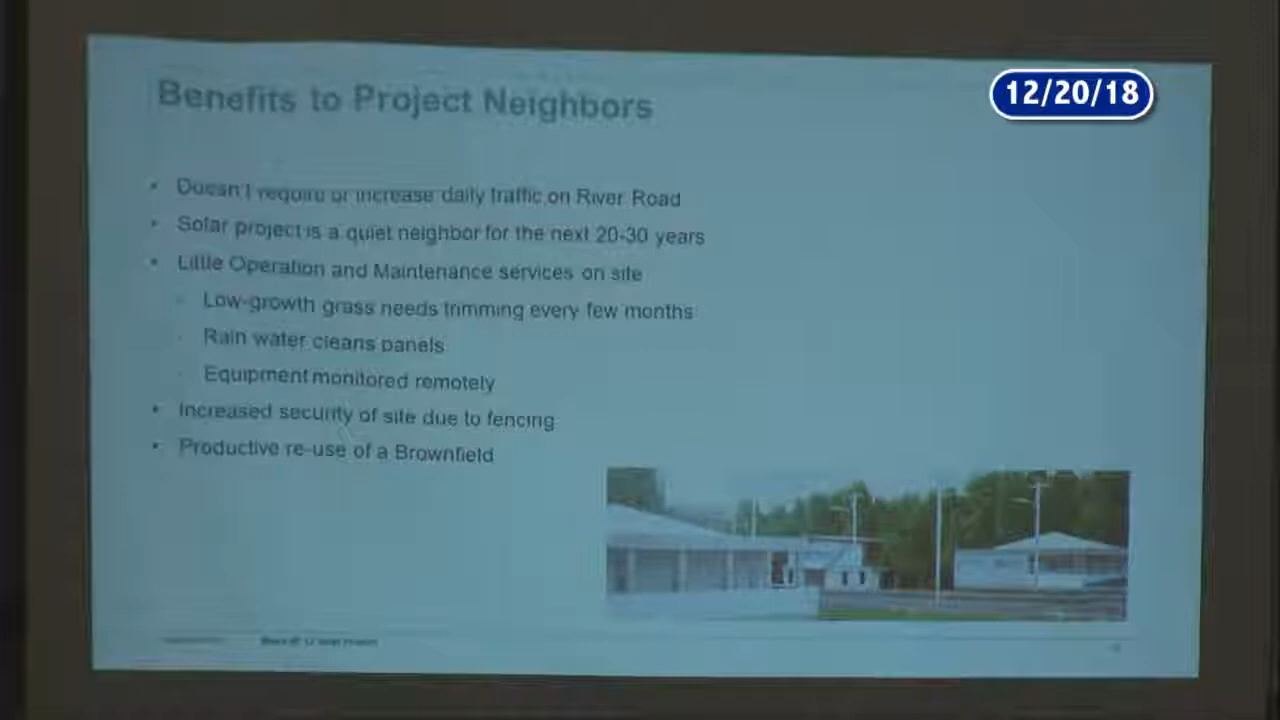 Benefits to Project Neighbors
12/20/18
• Doesn't require or increase daily traffic on River Road
• Solar project is a quiet neighbor for the next 20-30 years
• Little Operation and Maintenance services on site
Low-growth grass needs trimming every few months
Rain water cleans panels
Equipment monitored remotely
• Increased security of site due to fencing
• Productive re-use of a Brownfield